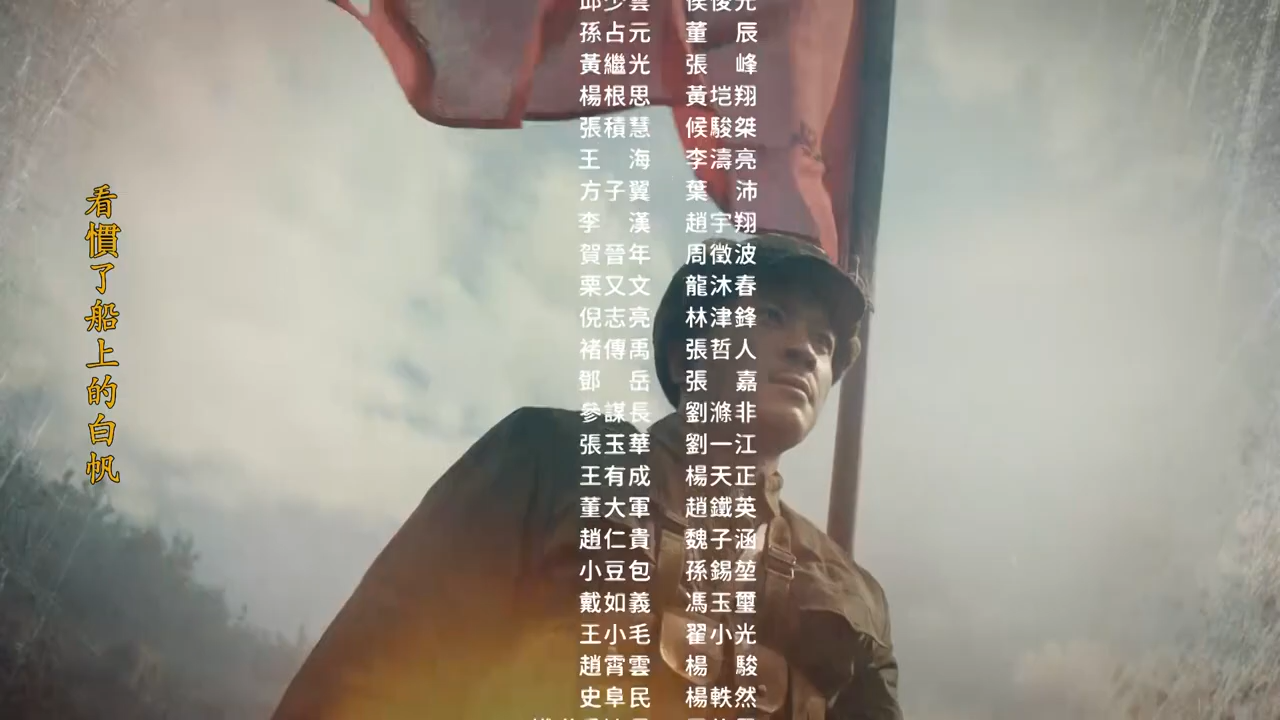 看慣了船上的白帆
孫占元 董辰
黃繼光 張峰
楊根思 黃垲翔
張積慧 候駿桀
王海 李濤亮
方子翼 葉沛
李漢 趙宇翔
賀晉年 周徵波
栗又文 龍沐春
倪志亮 林津鋒
褚傳禹 張哲人
鄧岳 張嘉
參謀長 劉滌非
張玉華 劉一江
王有成 楊天正
董大軍 趙鐵英
趙仁貴 魏子涵
小豆包 孫錫堃
戴如義 馮玉璽
王小毛 翟小光
趙霄雲 楊駿
史阜民 楊軼然